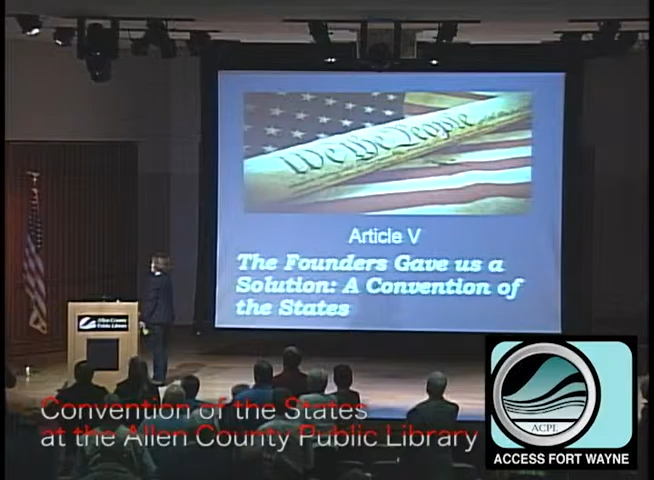 We The People
Article V
The Founders Gave us a
Solution: A Convention of
the States
Allen County
Public Library
Convention of the States
at the Allen County Public Library
ACPL
ACCESS FORT WAYNE